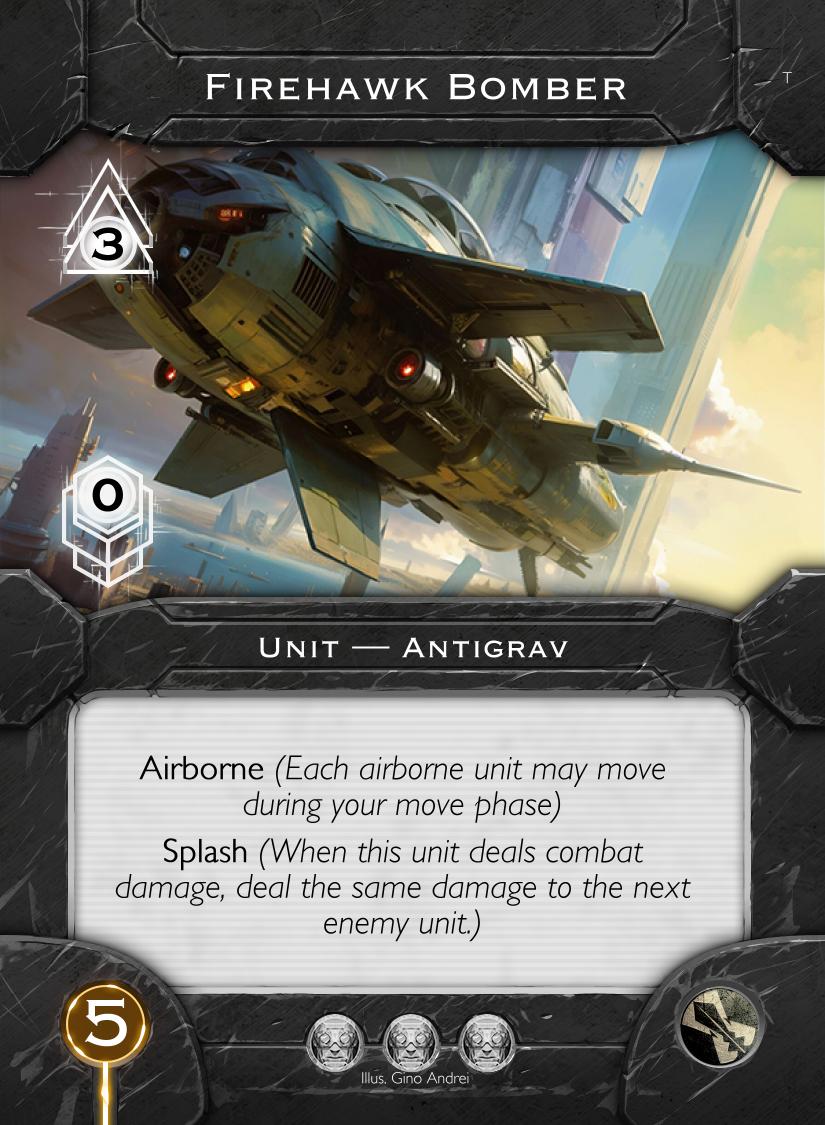 Firehawk Bomber
T
3
0
Unit — Antigrav
Airborne (Each airborne unit may move
during your move phase)
Splash (When this unit deals combat
damage, deal the same damage to the next
enemy unit.)
5
Illus. Gino Andrei